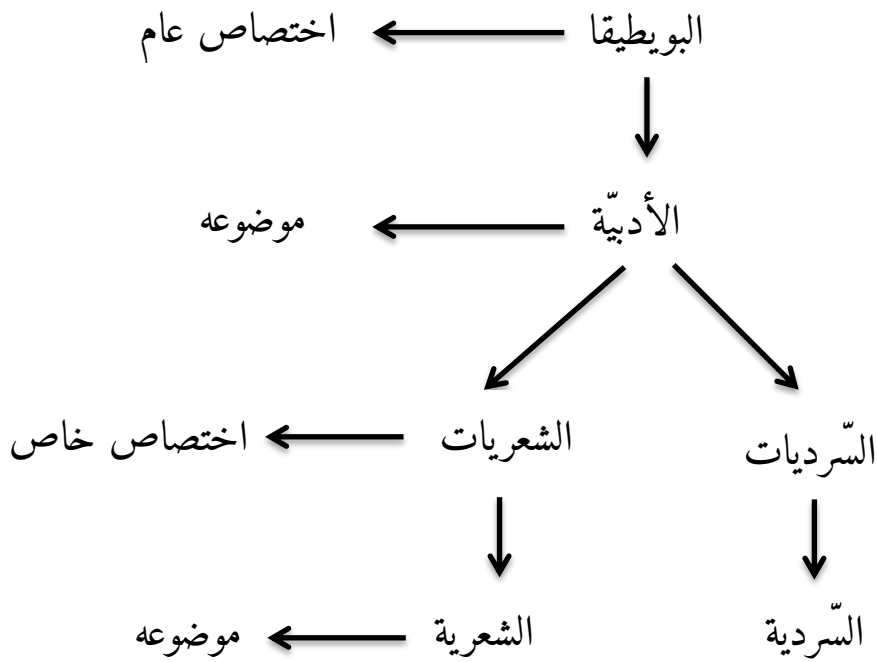 البويطيقا اختصاص عام
الأدبيّة موضوعه
السّرديات الشعريات اختصاص خاص
السّردية الشعرية موضوعه